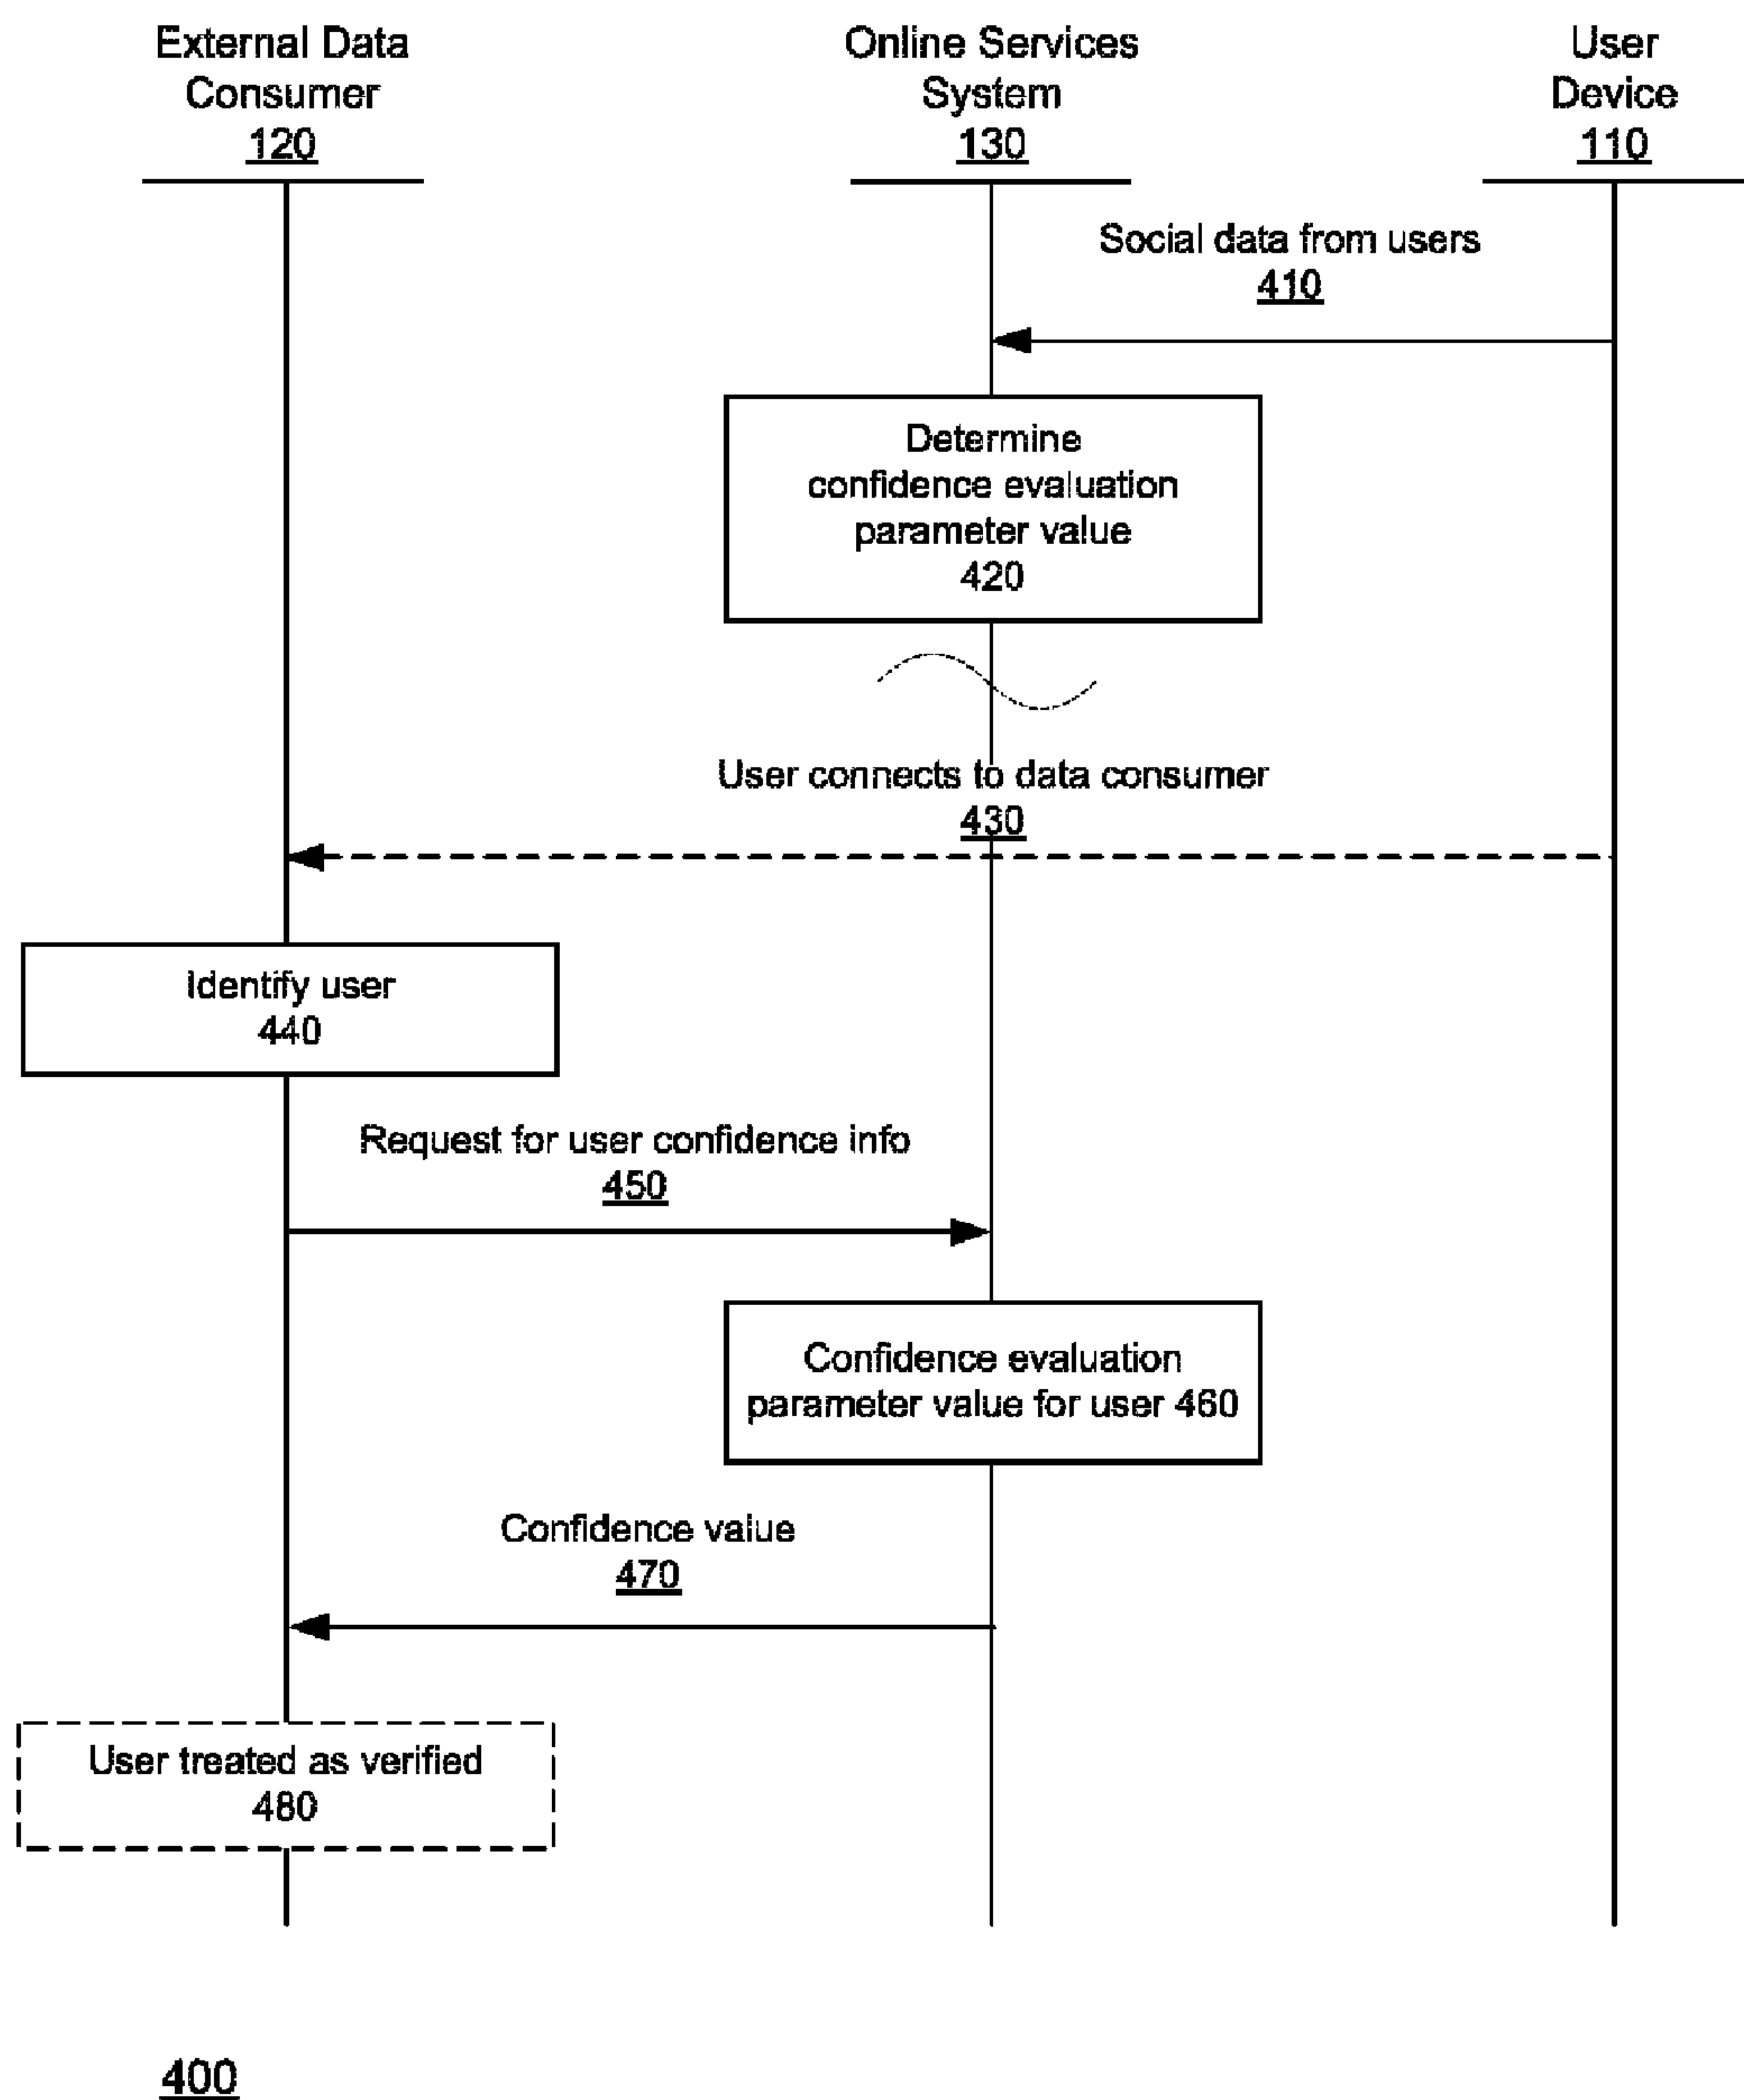 External Data
Consumer
120
Online Services
System
130
User
Device
110
Social data from users
410
Determine
confidence evaluation
parameter value
420
User connects to data consumer
430
Identify user
440
Request for user confidence info
450
Confidence evaluation
parameter value for user 460
Confidence value
470
User treated as verified
480
400